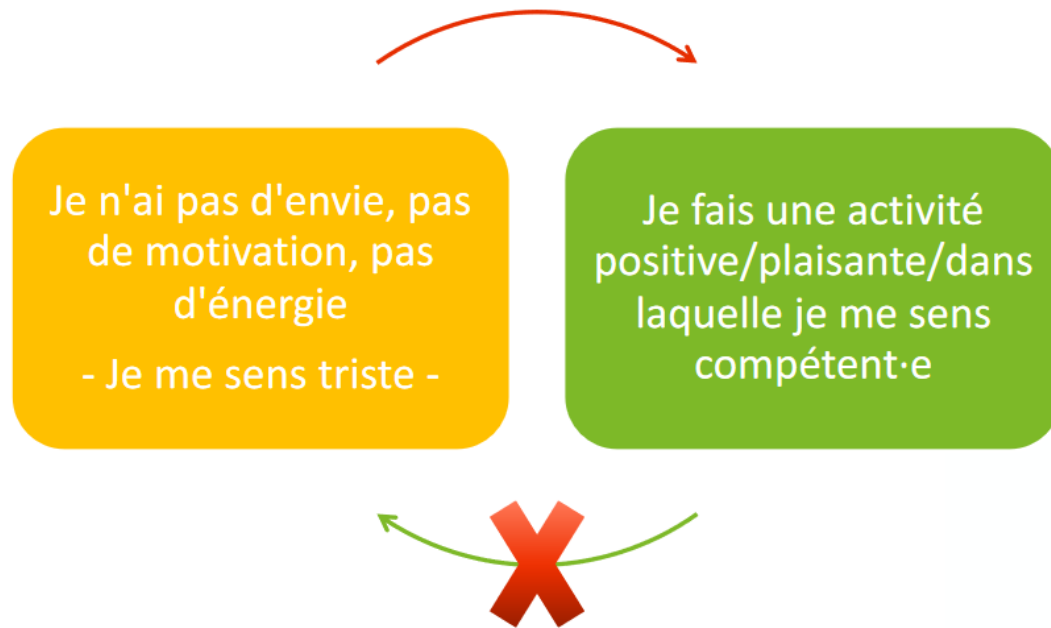 Je n'ai pas d'envie, pas
de motivation, pas
d'énergie
- Je me sens triste -
Je fais une activité
positive/plaisante/dans
laquelle je me sens
compétent·e